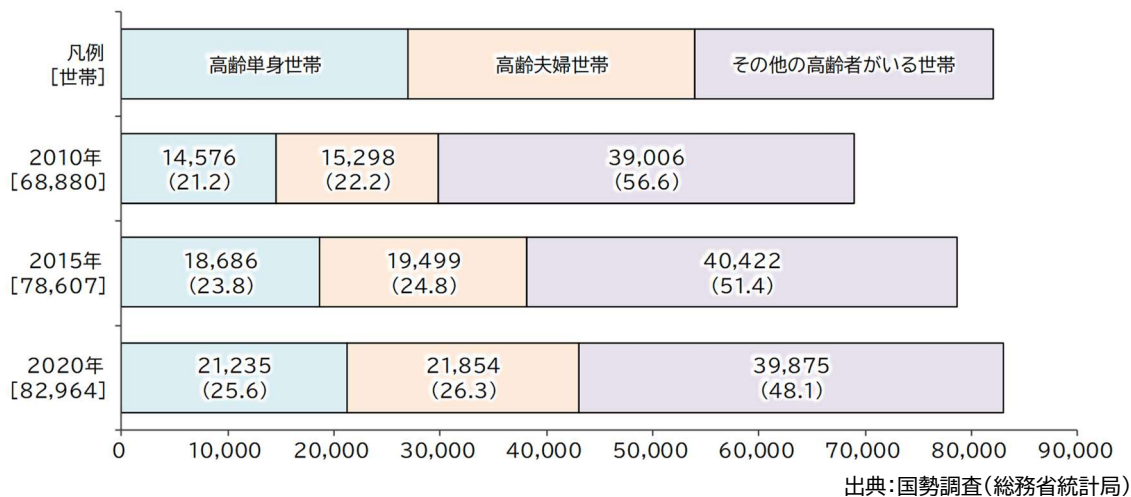 凡例
[世帯]
高齢単身世帯
高齢夫婦世帯
その他の高齢者がいる世帯
2010年
[68,880]
14,576
(21.2)
15,298
(22.2)
39,006
(56.6)
2015年
[78,607]
18,686
(23.8)
19,499
(24.8)
40,422
(51.4)
2020年
[82,964]
21,235
(25.6)
21,854
(26.3)
39,875
(48.1)
0 10,000 20,000 30,000 40,000 50,000 60,000 70,000 80,000 90,000
出典：国勢調査(総務省統計局)